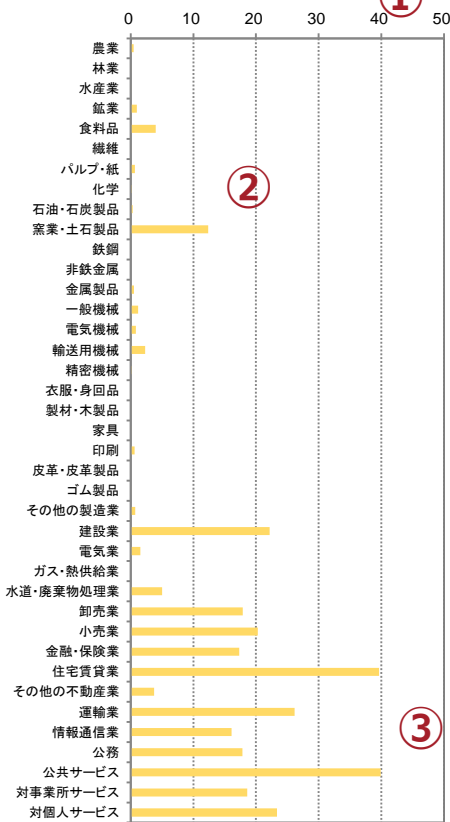 ①
0 10 20 30 40 50
農業
林業
水産業
鉱業
食料品
繊維
パルプ・紙
化学
②
石油・石炭製品
窯業・土石製品
鉄鋼
非鉄金属
金属製品
一般機械
電気機械
輸送用機械
精密機械
衣服・身回品
製材・木製品
家具
印刷
皮革・皮革製品
ゴム製品
その他の製造業
建設業
電気業
ガス・熱供給業
水道・廃棄物処理業
卸売業
小売業
金融・保険業
住宅賃貸業
その他の不動産業
運輸業
③
情報通信業
公務
公共サービス
対事業所サービス
対個人サービス